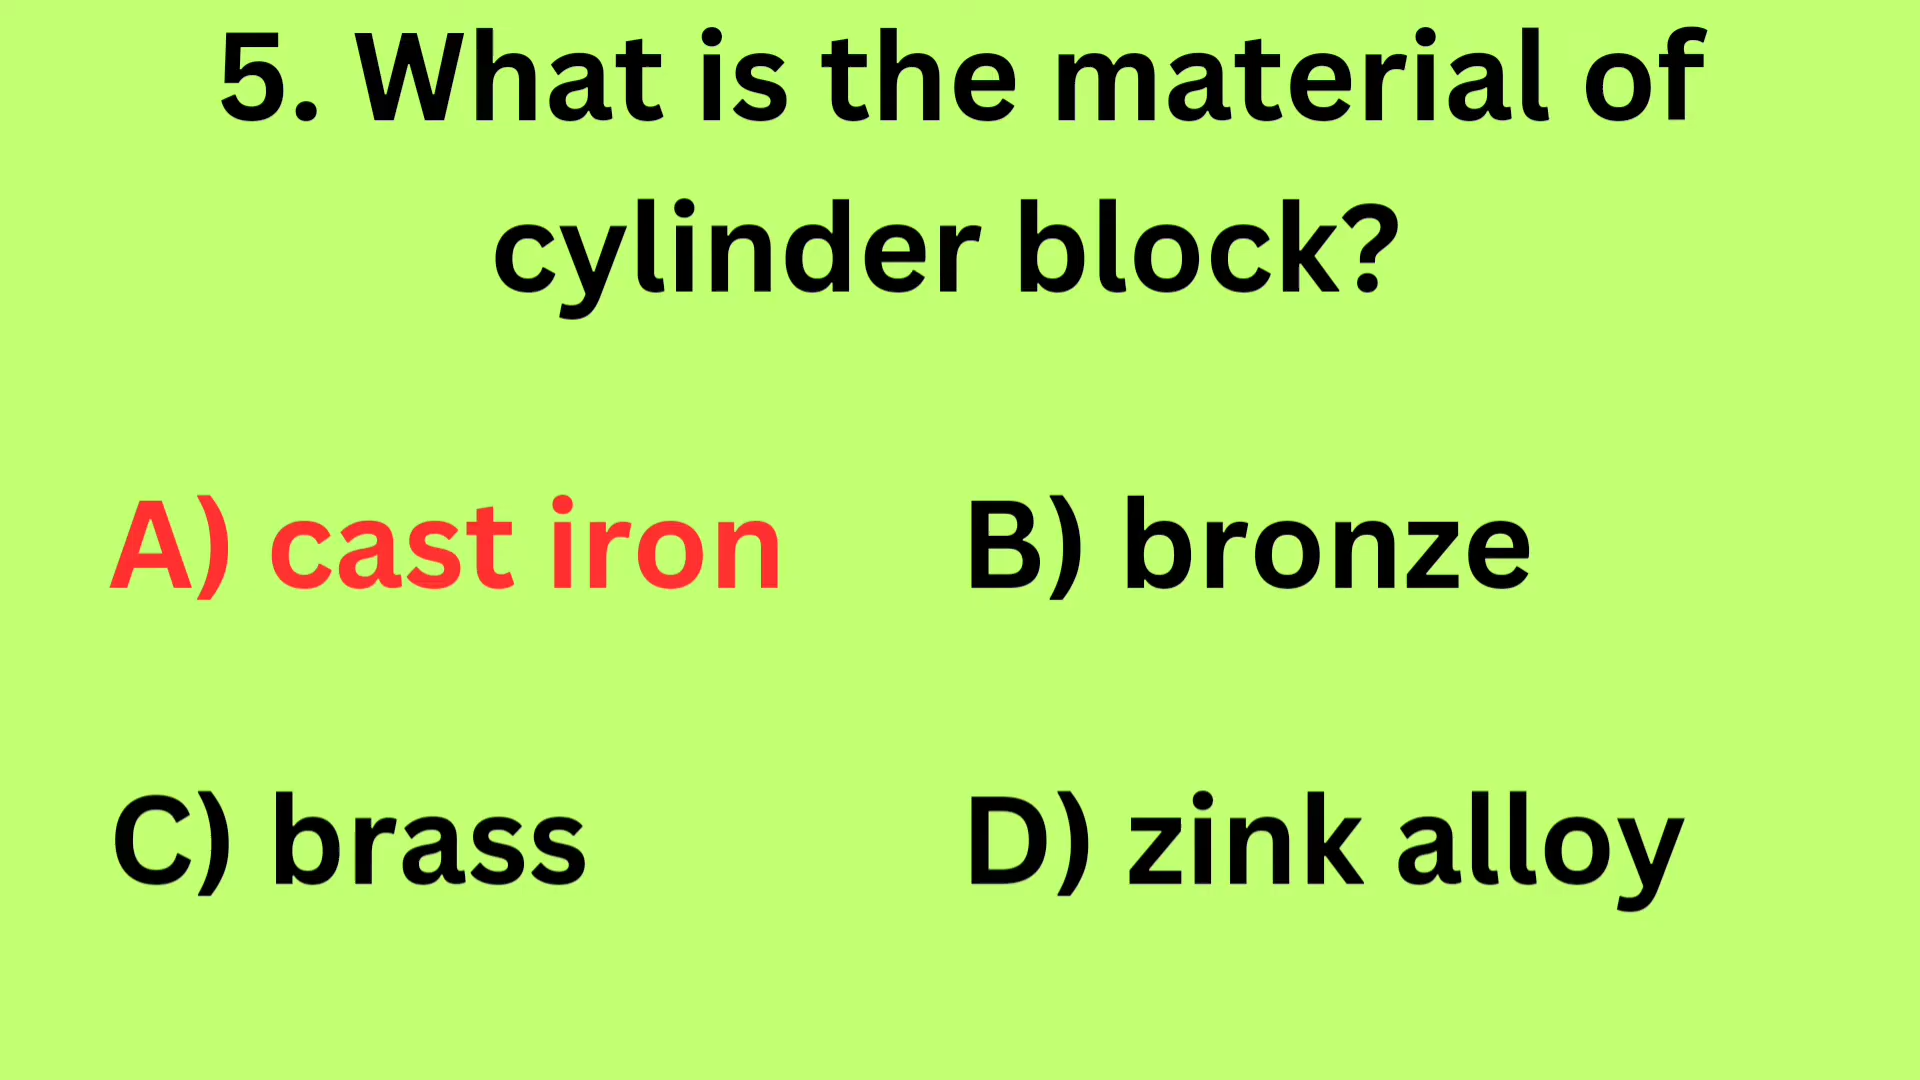 5. What is the material of
cylinder block?
A) cast iron
B) bronze
C) brass
D) zink alloy